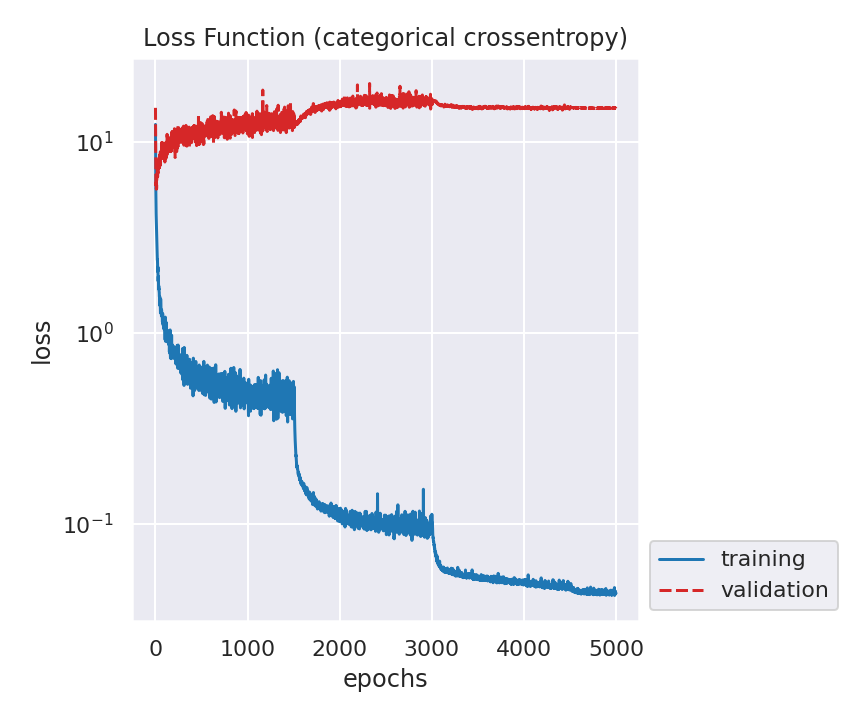 Loss Function (categorical crossentropy)
10¹
10⁰
10⁻¹
loss
0 1000 2000 3000 4000 5000
epochs
training
validation